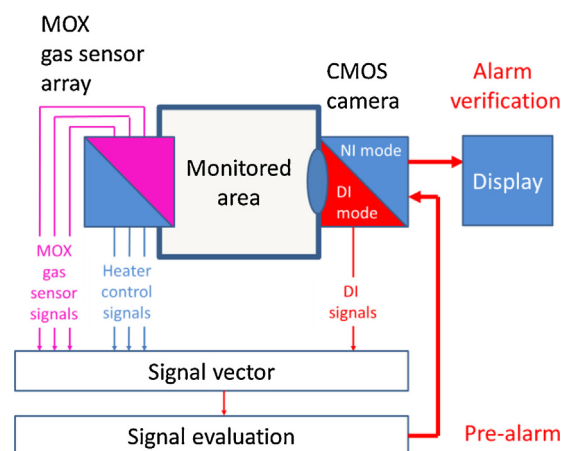 MOX
gas sensor
array
CMOS
camera
Alarm
verification
Monitored
area
NI mode
DI
mode
Display
MOX
gas
sensor
signals
Heater
control
signals
DI
signals
Signal vector
Signal evaluation
Pre-alarm